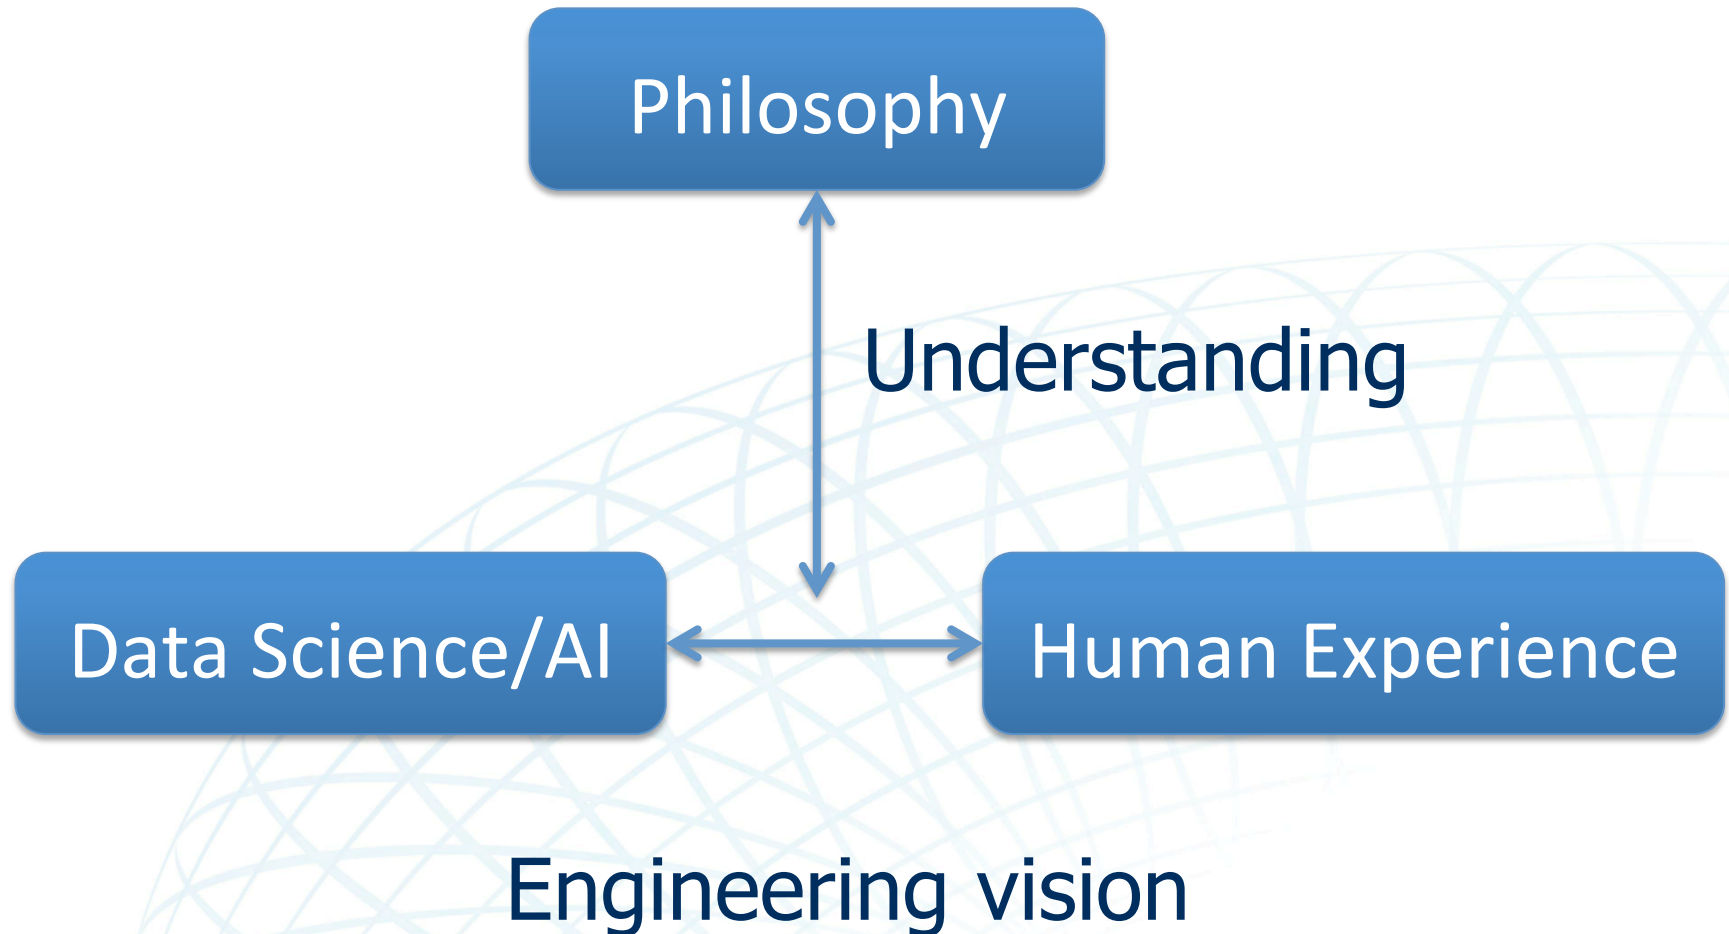 Philosophy
Understanding
Data Science/AI
Human Experience
Engineering vision